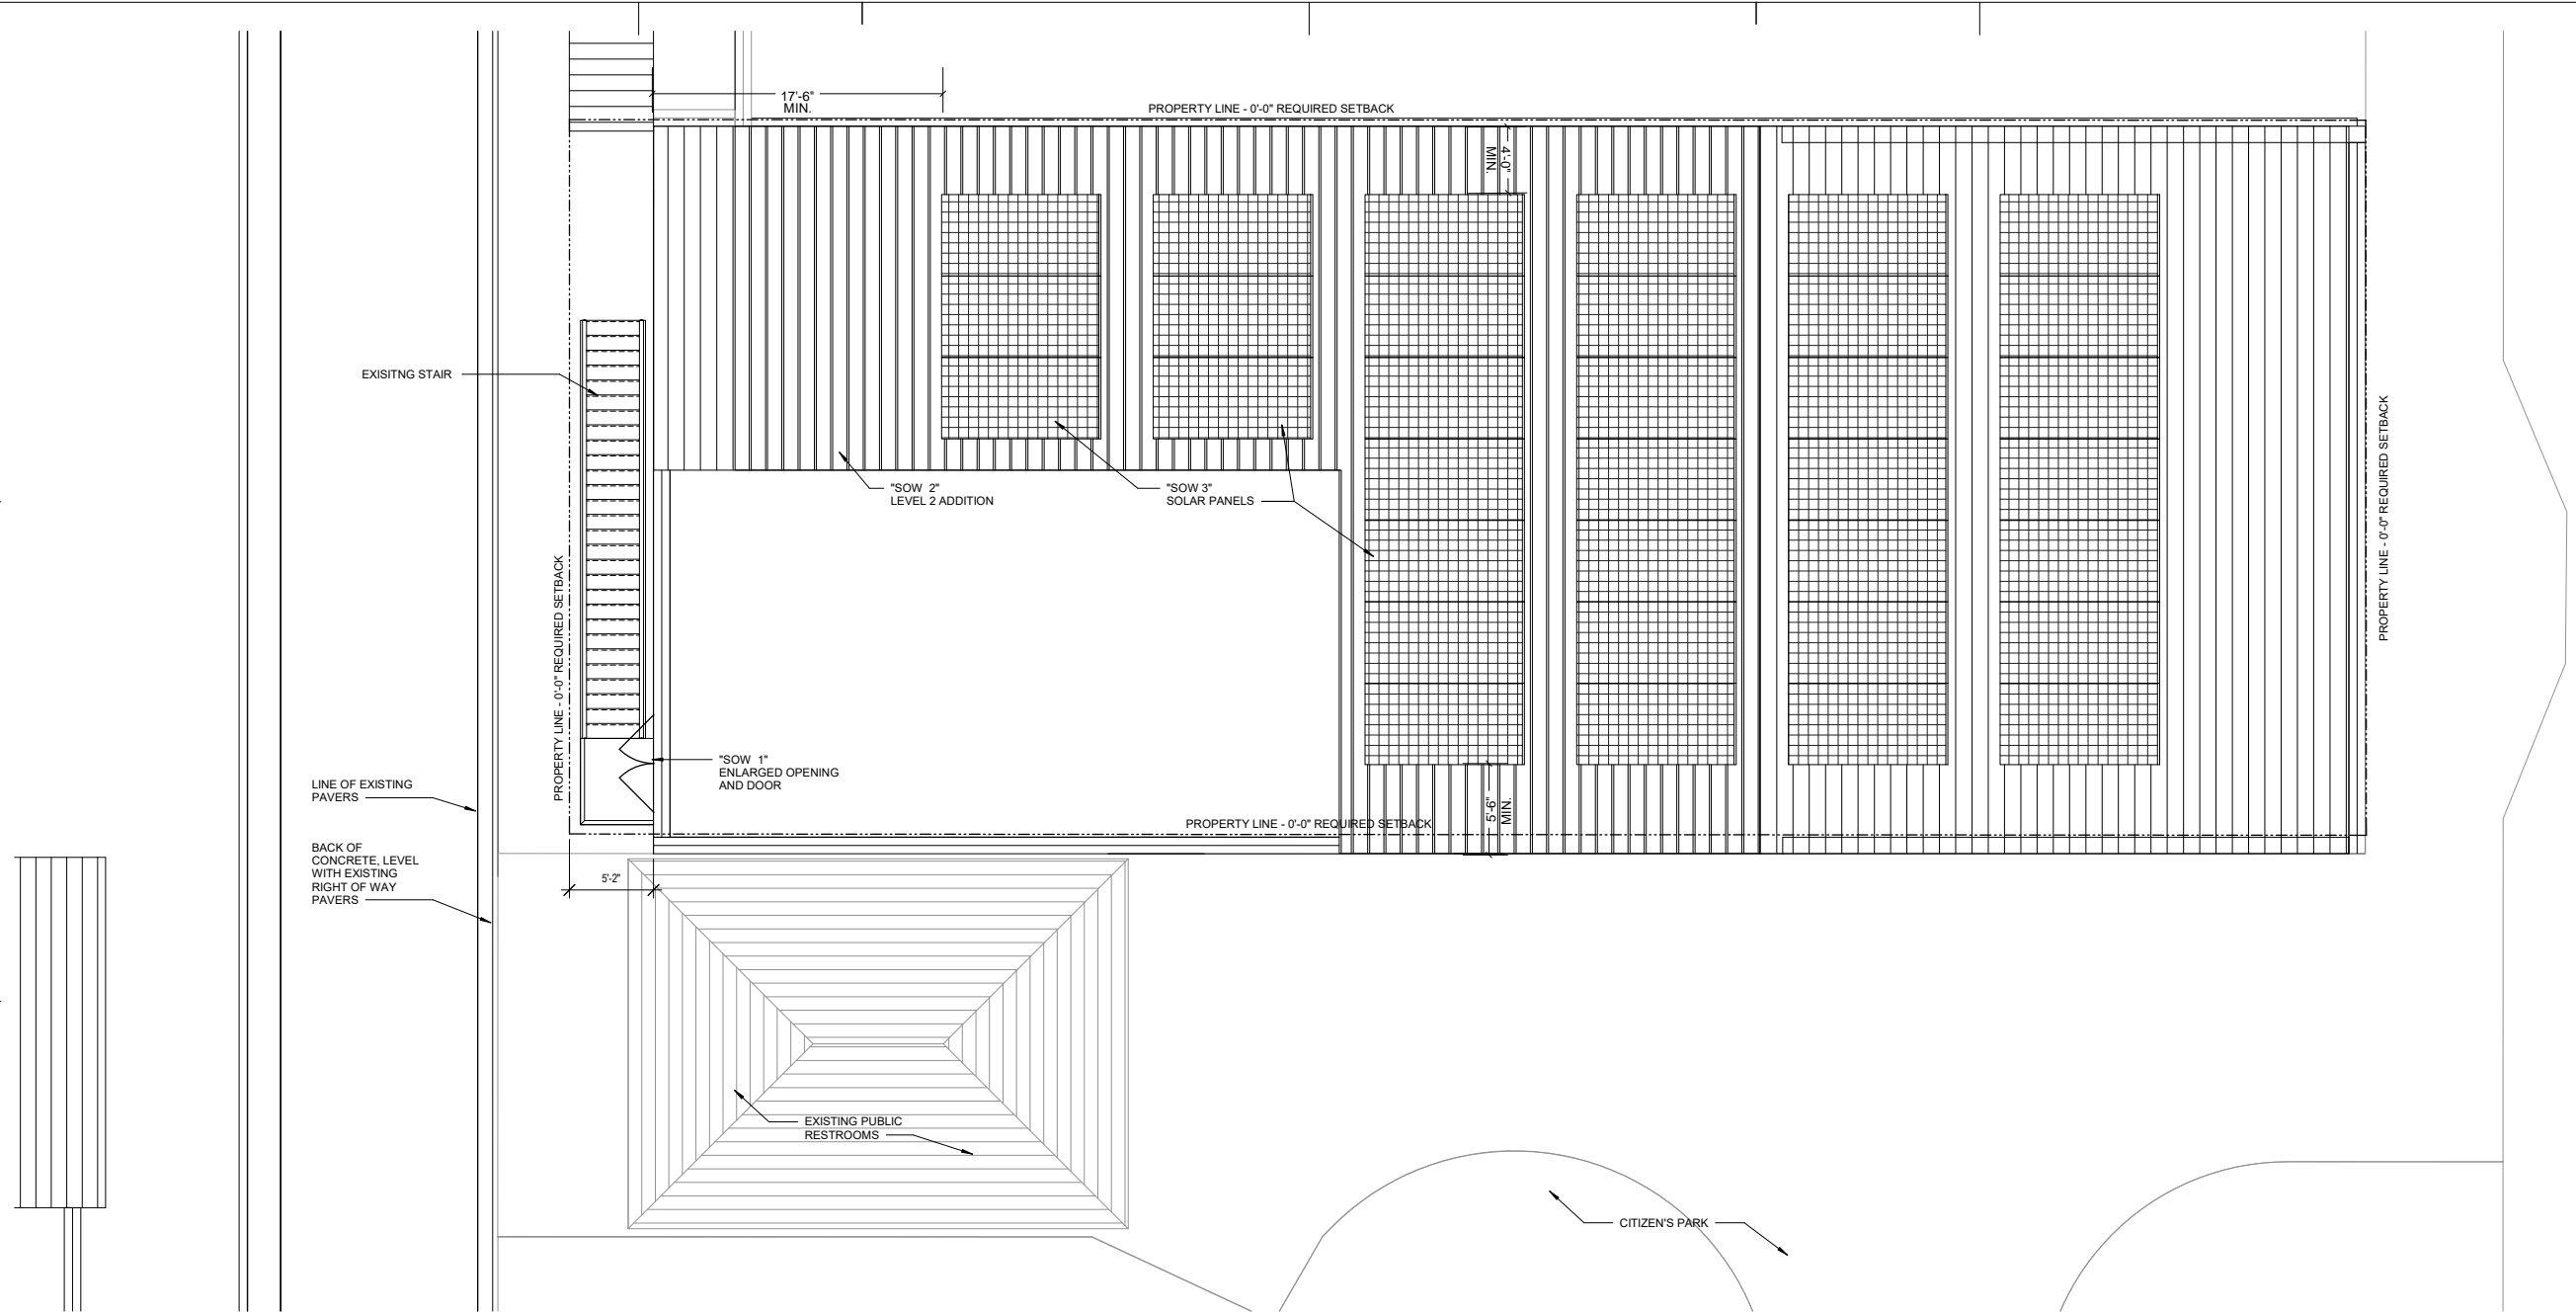 17'-6"
MIN.
PROPERTY LINE - 0'-0" REQUIRED SETBACK
4'-0"
MIN.
EXISITNG STAIR
"SOW  2"
LEVEL 2 ADDITION
"SOW 3"
SOLAR PANELS
PROPERTY LINE - 0'-0" REQUIRED SETBACK
PROPERTY LINE - 0'-0" REQUIRED SETBACK
"SOW  1"
ENLARGED OPENING
AND DOOR
LINE OF EXISTING
PAVERS
5'-6"
MIN.
PROPERTY LINE - 0'-0" REQUIRED SETBACK
BACK OF
CONCRETE, LEVEL
WITH EXISTING
RIGHT OF WAY
PAVERS
5'-2"
EXISTING PUBLIC
RESTROOMS
CITIZEN'S PARK